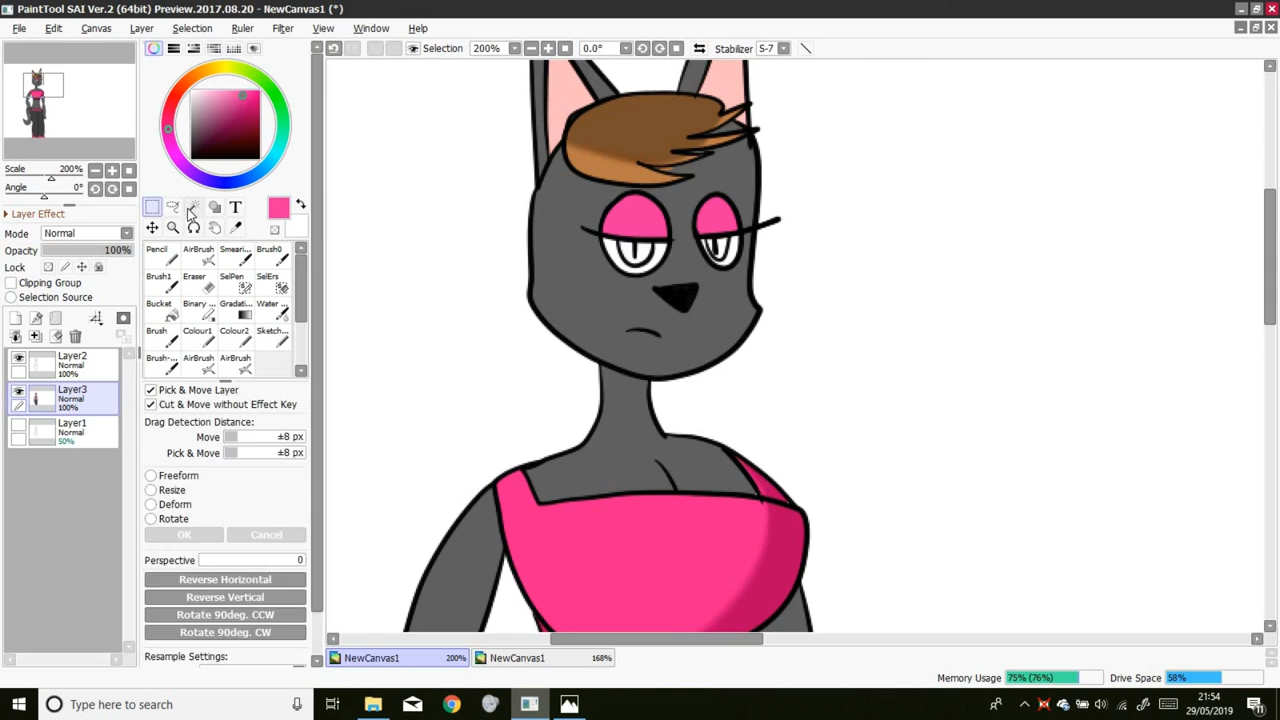 PaintTool SAI Ver.2 (64bit) Preview.2017.08.20 - NewCanvas1 (*)
File Edit Canvas Layer Selection Ruler Filter View Window Help
Selection 200% 0.0° Stabilizer S-7
Scale 200%
Angle 0°
Layer Effect
Mode Normal
Opacity 100%
Lock
Clipping Group
Selection Source
Layer2
Normal
100%
Layer3
Normal
100%
Layer1
Normal
50%
T
Pencil AirBrush Smeari... Brush0
Brush1 Eraser SelPen SelErs
Bucket Binary ... Gradati... Water ...
Brush Colour1 Colour2 Sketch...
Brush-... AirBrush AirBrush
Pick & Move Layer
Cut & Move without Effect Key
Drag Detection Distance:
Move ±8 px
Pick & Move ±8 px
Freeform
Resize
Deform
Rotate
OK Cancel
Perspective 0
Reverse Horizontal
Reverse Vertical
Rotate 90deg. CCW
Rotate 90deg. CW
Resample Settings:
NewCanvas1 200% NewCanvas1 168%
Memory Usage 75% (76%) Drive Space 58%
Type here to search
21:54
29/05/2019
11